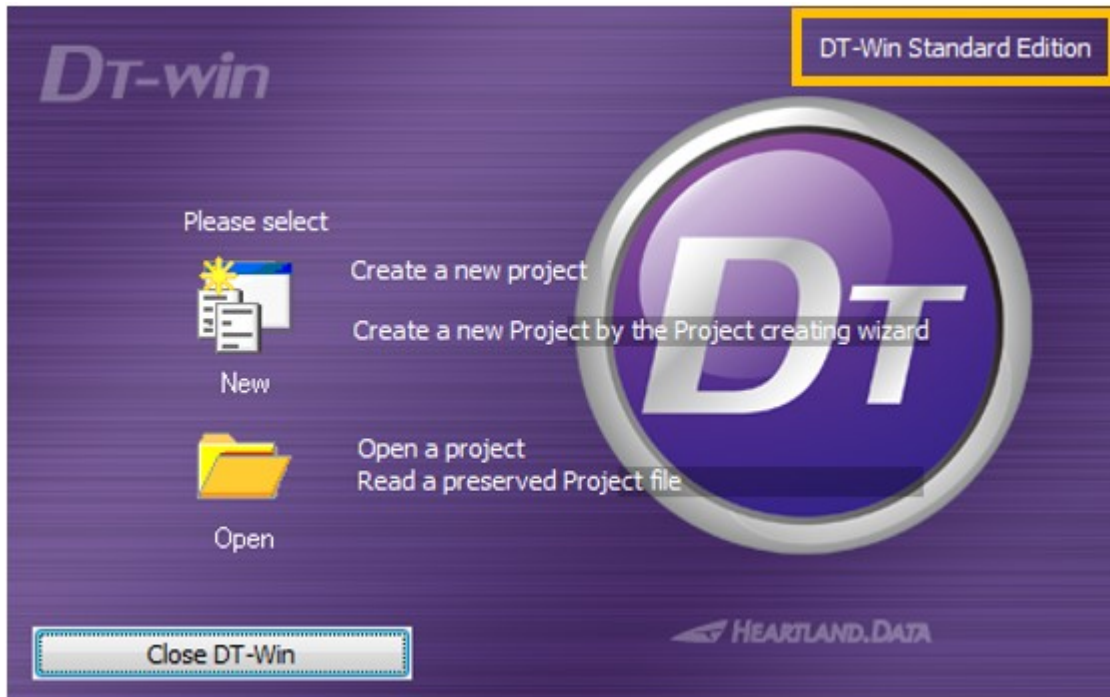 DT-win
DT-Win Standard Edition
Please select
Create a new project
Create a new Project by the Project creating wizard
New
DT
Open a project
Read a preserved Project file
Open
HEARTLAND.DATA
Close DT-Win